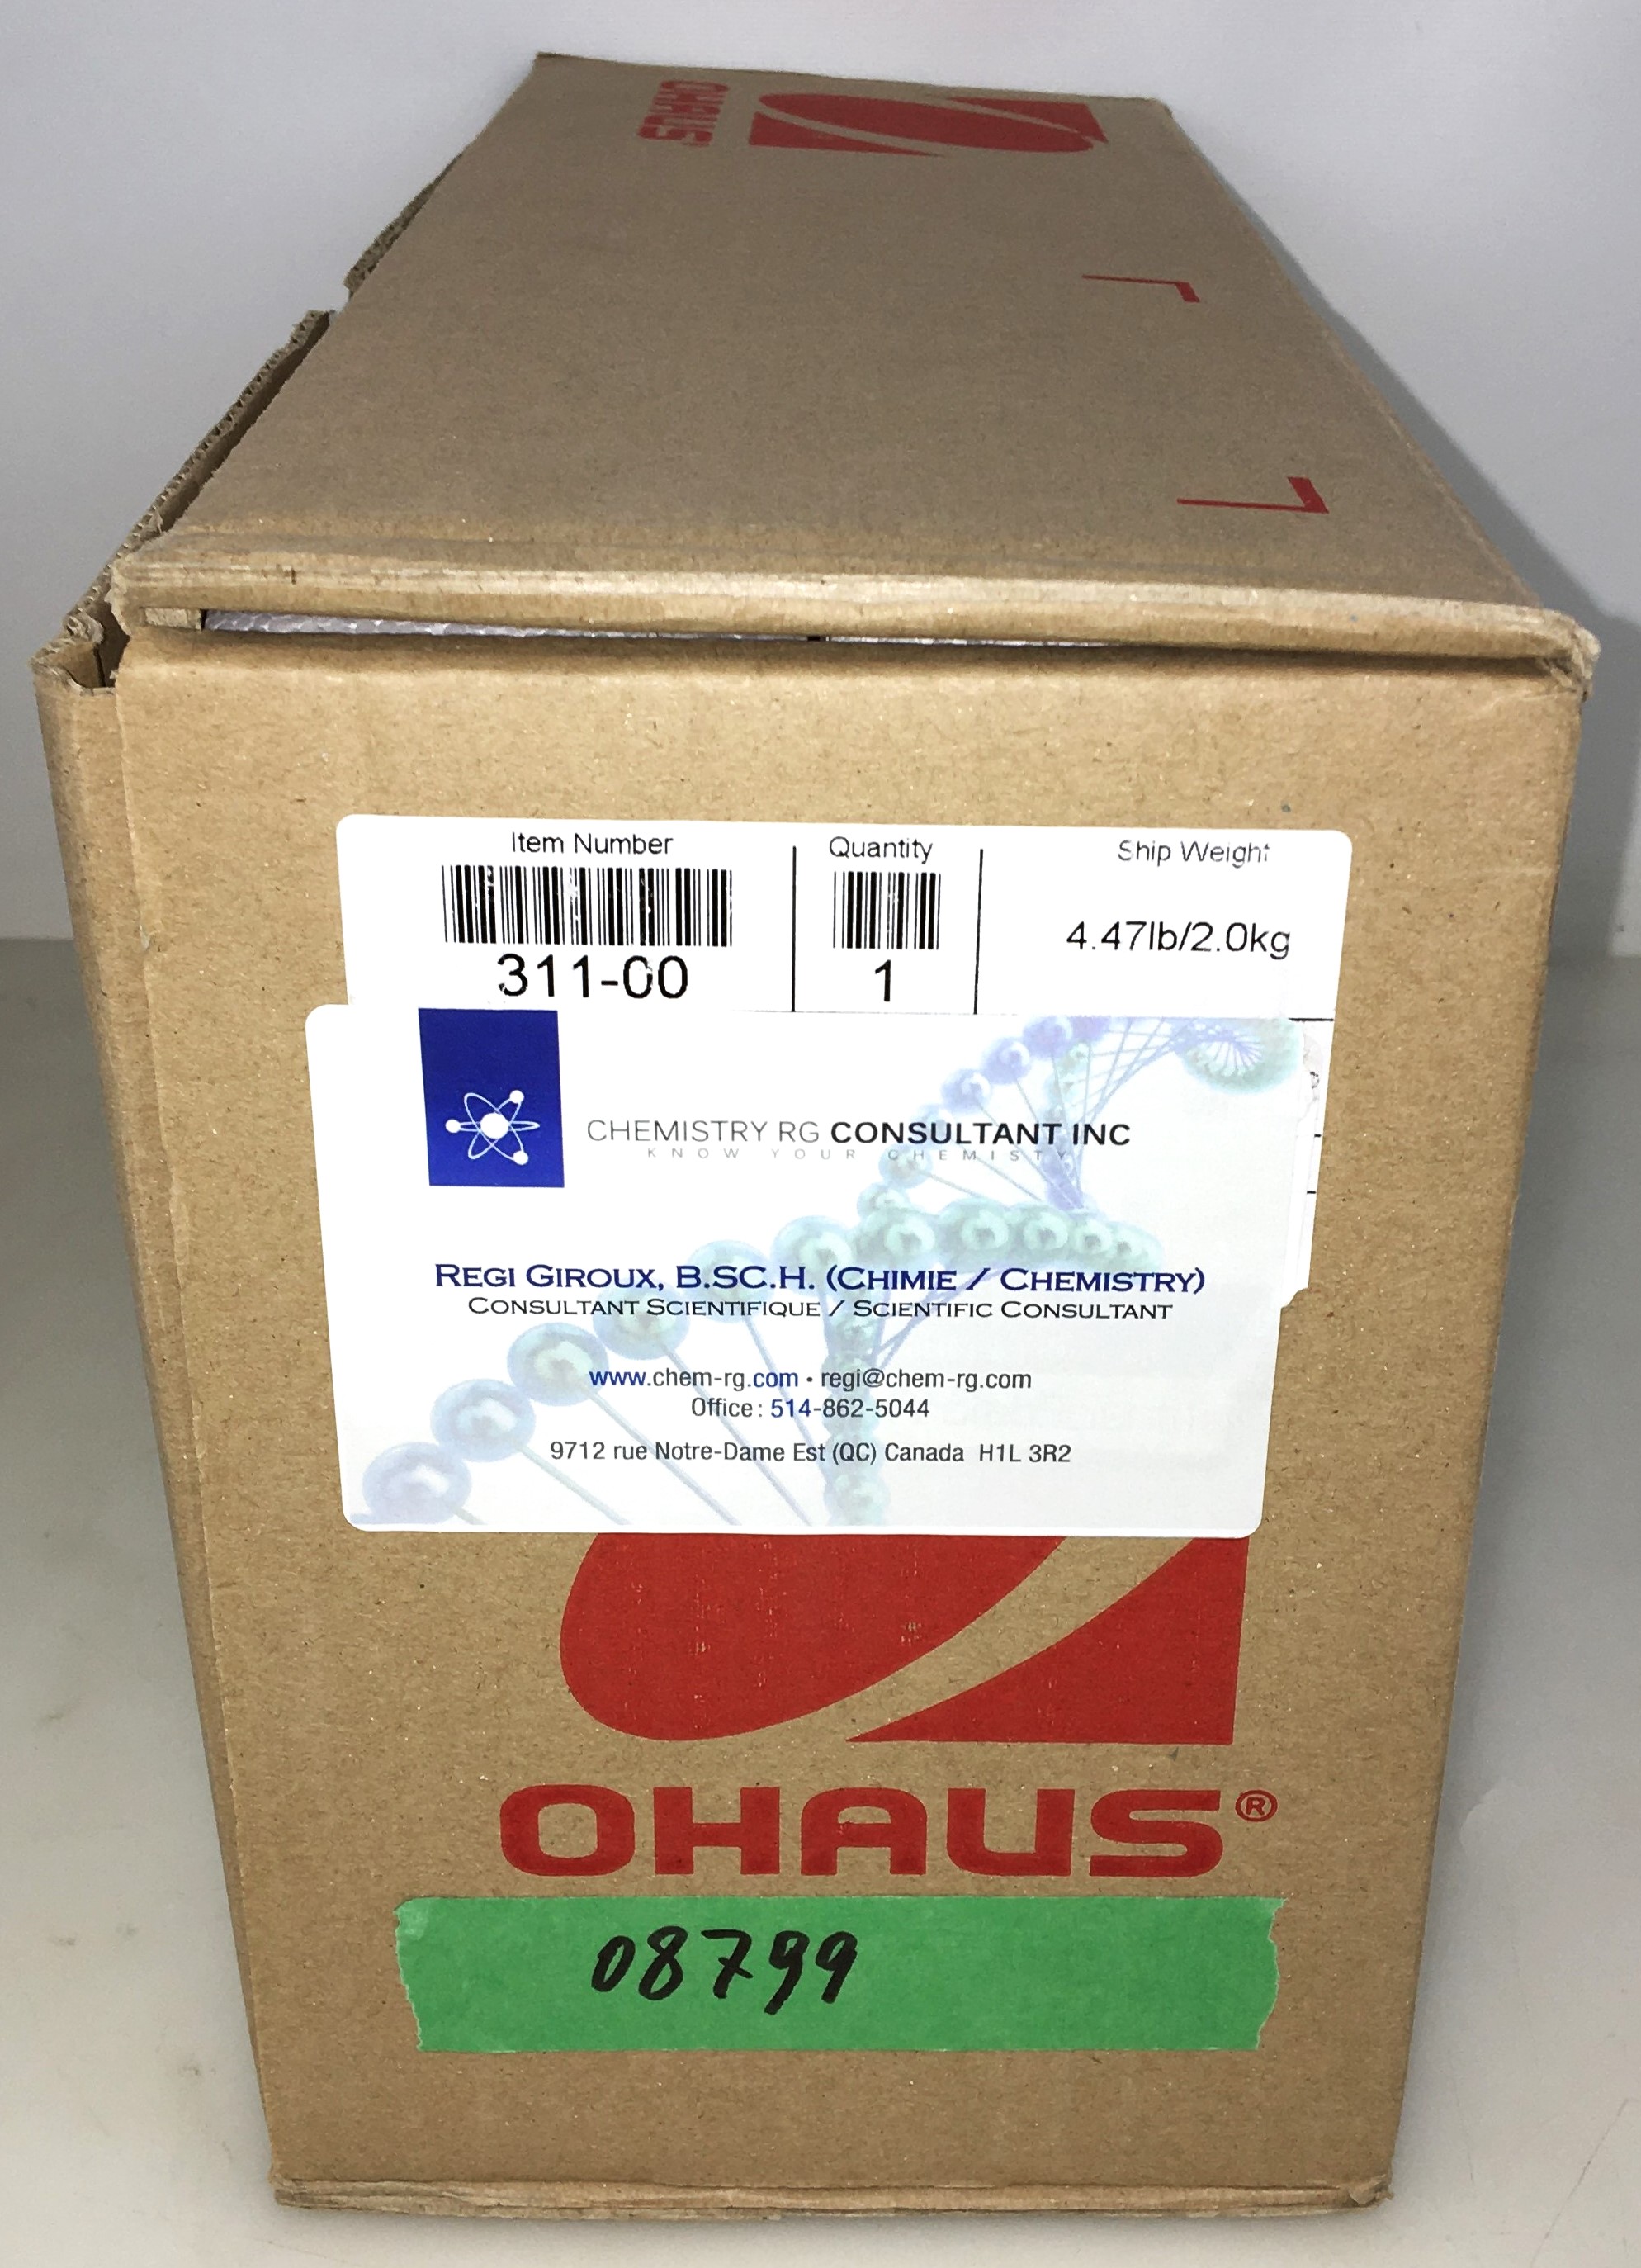 OHAUS
Item Number
Quantity
Ship Weight
311-00
1
4.47lb/2.0kg
CHEMISTRY RG CONSULTANT INC
KNOW YOUR CHEMISTY
REGI GIROUX, B.SC.H. (CHIMIE / CHEMISTRY)
CONSULTANT SCIENTIFIQUE / SCIENTIFIC CONSULTANT
www.chem-rg.com • regi@chem-rg.com
Office: 514-862-5044
9712 rue Notre-Dame Est (QC) Canada H1L 3R2
OHAUS®
08799